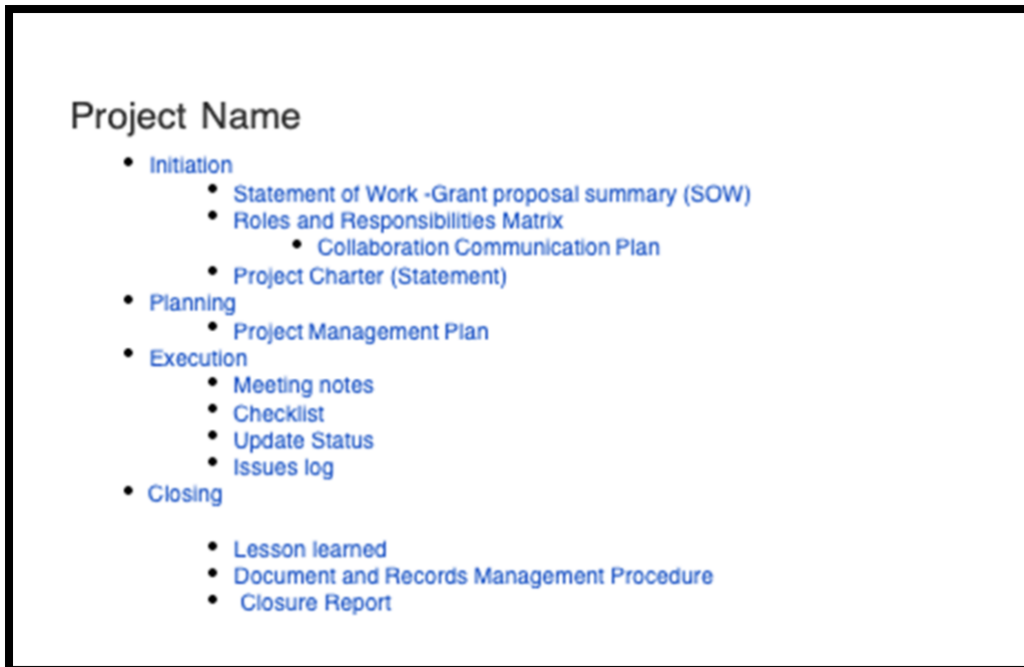 Project Name
Initiation
Statement of Work -Grant proposal summary (SOW)
Roles and Responsibilities Matrix
Collaboration Communication Plan
Project Charter (Statement)
Planning
Project Management Plan
Execution
Meeting notes
Checklist
Update Status
Issues log
Closing
Lesson learned
Document and Records Management Procedure
Closure Report